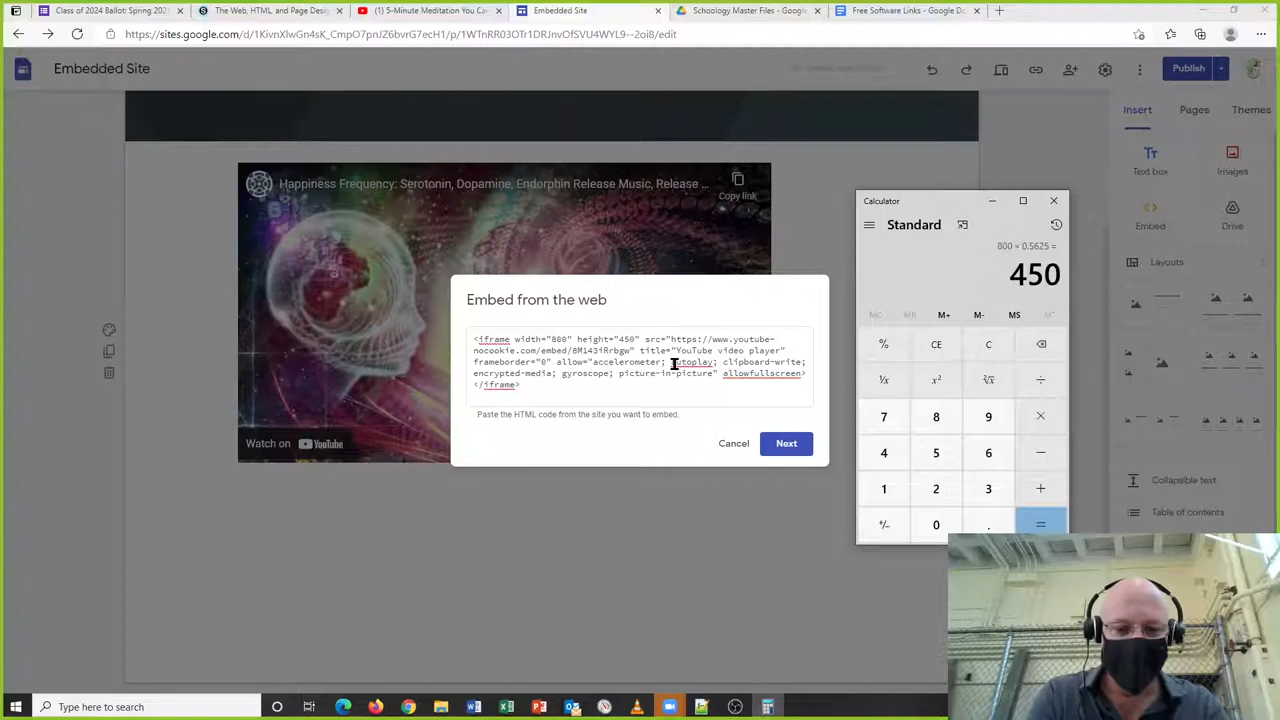 Class of 2024 Ballot: Spring 2021
The Web, HTML, and Page Desig
(1) 5-Minute Meditation You Can
Embedded Site
Schoology Master Files - Google
Free Software Links - Google Do
https://sites.google.com/d/1KivnXlwGn4sK_CmpO7pnJZ6bvrG7ecH1/p/1WTnRR03OTr1DRJnvOfSVU4WYL9--2oi8/edit
Embedded Site
Publish
Insert
Pages
Themes
Tt
Text box
Images
Embed
Drive
Layouts
Collapsible text
Table of contents
Happiness Frequency: Serotonin, Dopamine, Endorphin Release Music, Release ...
Copy link
Watch on YouTube
Embed from the web
<iframe width="800" height="450" src="https://www.youtube-
nocookie.com/embed/8M143iRrbgw" title="YouTube video player"
frameborder="0" allow="accelerometer; autoplay; clipboard-write;
encrypted-media; gyroscope; picture-in-picture" allowfullscreen>
</iframe>
Paste the HTML code from the site you want to embed.
Cancel
Next
Calculator
Standard
800 × 0.5625 =
450
MC MR M+ M- MS M˅
% CE C
¹/x x² ²√x ÷
7 8 9 ×
4 5 6 −
1 2 3 +
+/− 0 . =
Type here to search